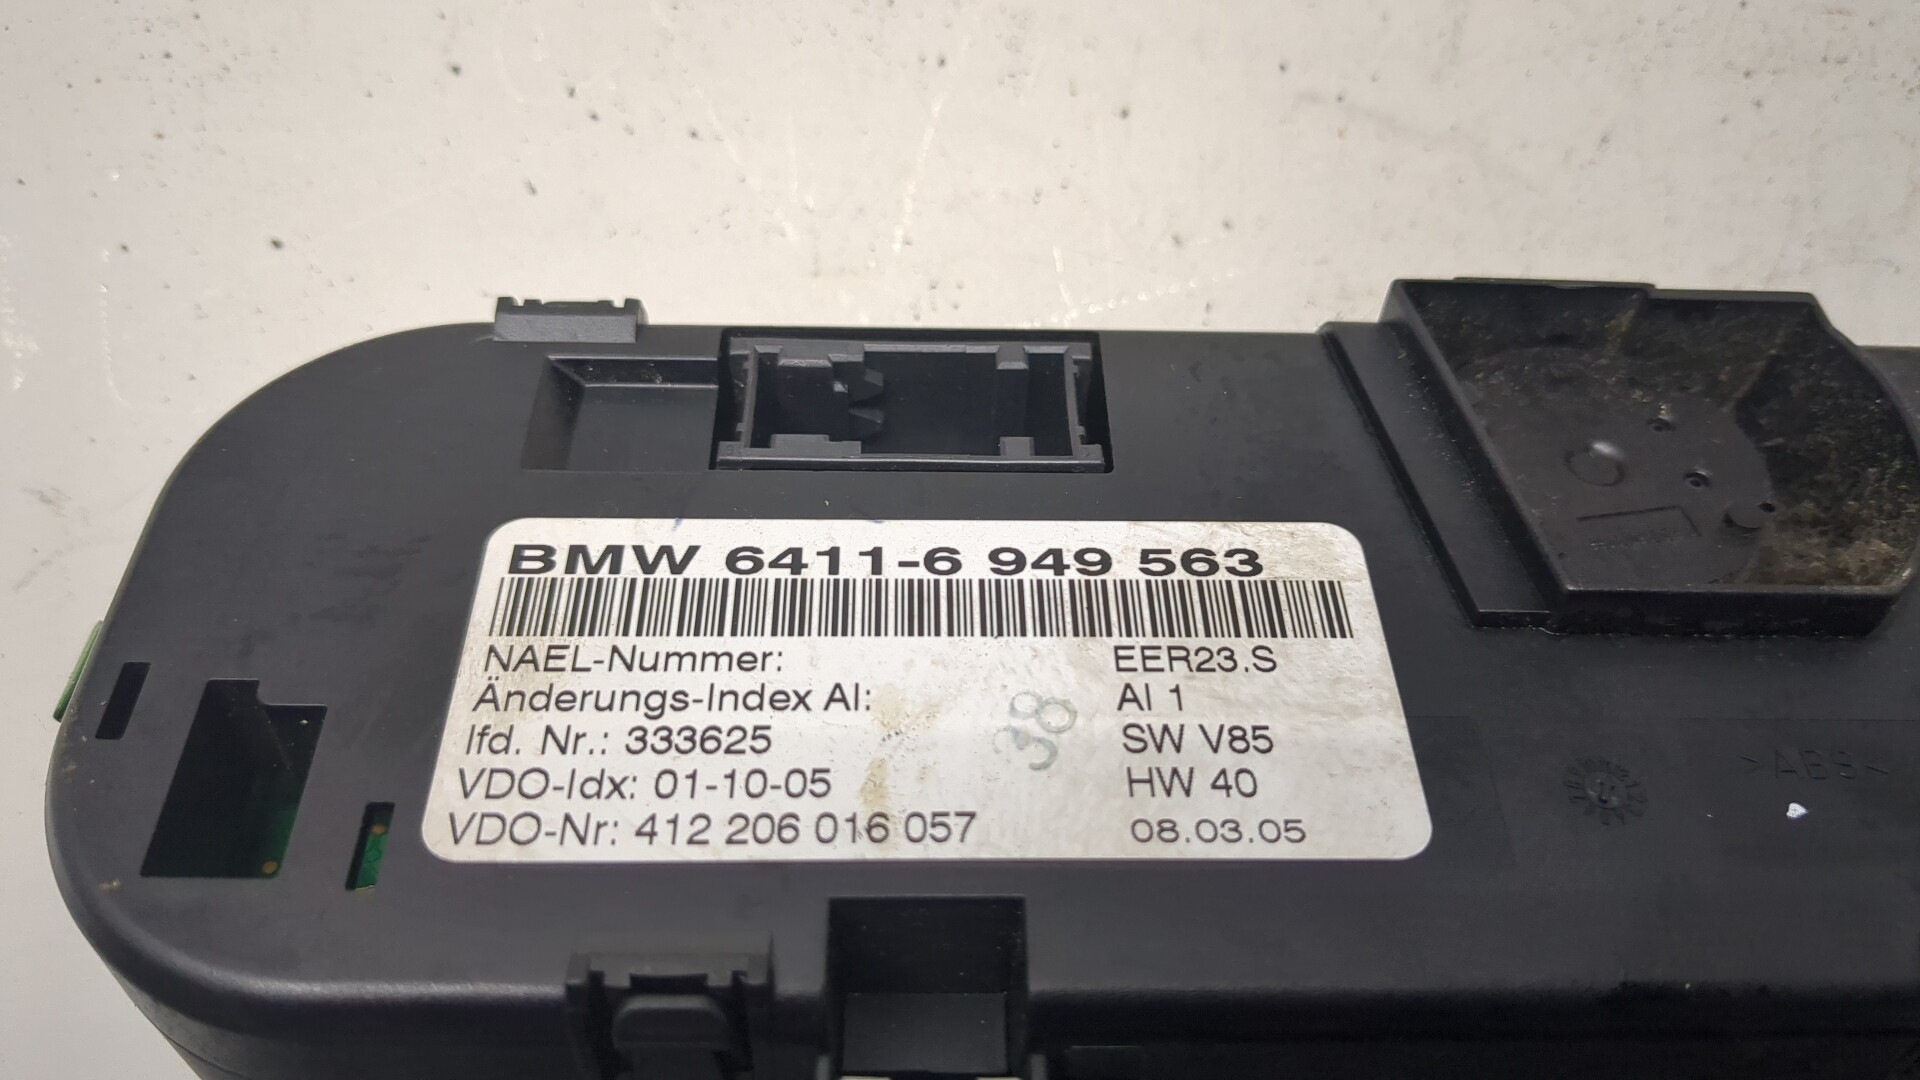 BMW 6411-6 949 563
NAEL-Nummer: EER23.S
Änderungs-Index AI: AI 1
lfd. Nr.: 333625 SW V85
VDO-Idx: 01-10-05 HW 40
VDO-Nr: 412 206 016 057 08.03.05
38
>ABS<